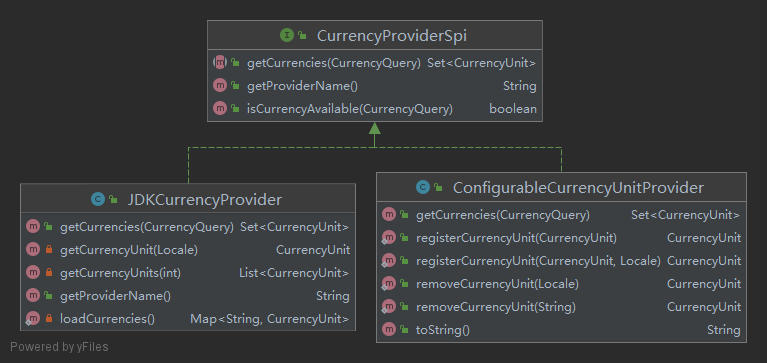 CurrencyProviderSpi
getCurrencies(CurrencyQuery) Set<CurrencyUnit>
getProviderName() String
isCurrencyAvailable(CurrencyQuery) boolean
JDKCurrencyProvider
getCurrencies(CurrencyQuery) Set<CurrencyUnit>
getCurrencyUnit(Locale) CurrencyUnit
getCurrencyUnits(int) List<CurrencyUnit>
getProviderName() String
loadCurrencies() Map<String, CurrencyUnit>
ConfigurableCurrencyUnitProvider
getCurrencies(CurrencyQuery) Set<CurrencyUnit>
registerCurrencyUnit(CurrencyUnit) CurrencyUnit
registerCurrencyUnit(CurrencyUnit, Locale) CurrencyUnit
removeCurrencyUnit(Locale) CurrencyUnit
removeCurrencyUnit(String) CurrencyUnit
toString() String
Powered by yFiles